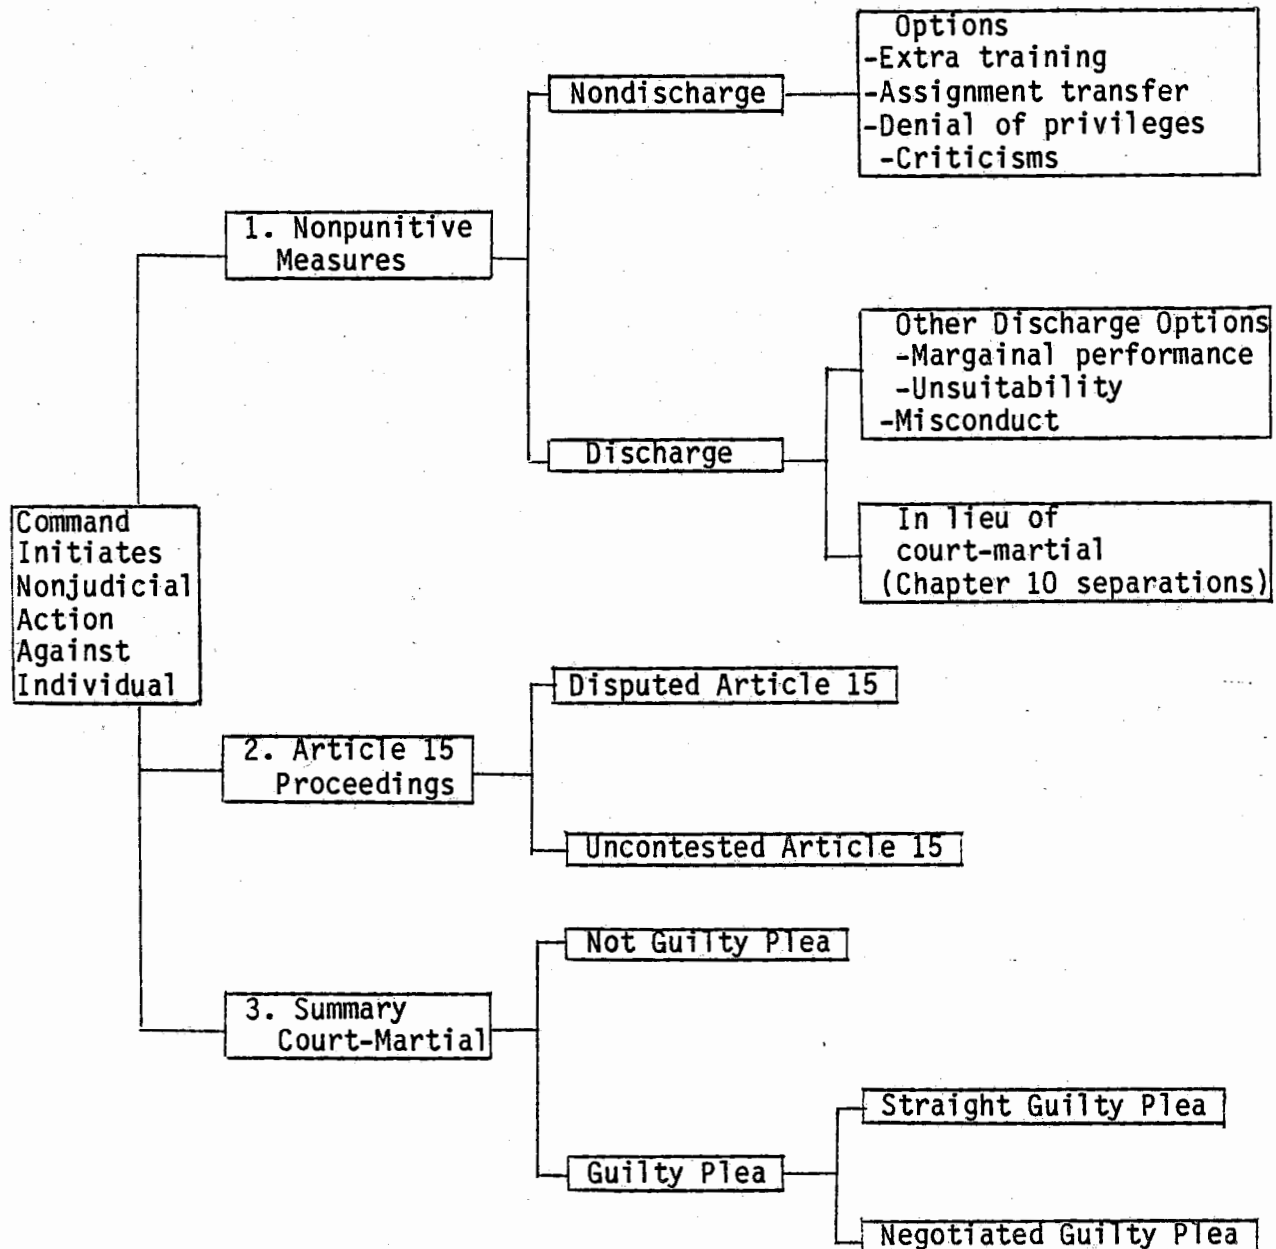 Options
-Extra training
-Assignment transfer
-Denial of privileges
-Criticisms
Nondischarge
1. Nonpunitive
Measures
Other Discharge Options
-Margainal performance
-Unsuitability
-Misconduct
Discharge
In lieu of
court-martial
(Chapter 10 separations)
Command
Initiates
Nonjudicial
Action
Against
Individual
Disputed Article 15
2. Article 15
Proceedings
Uncontested Article 15
Not Guilty Plea
3. Summary
Court-Martial
Straight Guilty Plea
Guilty Plea
Negotiated Guilty Plea